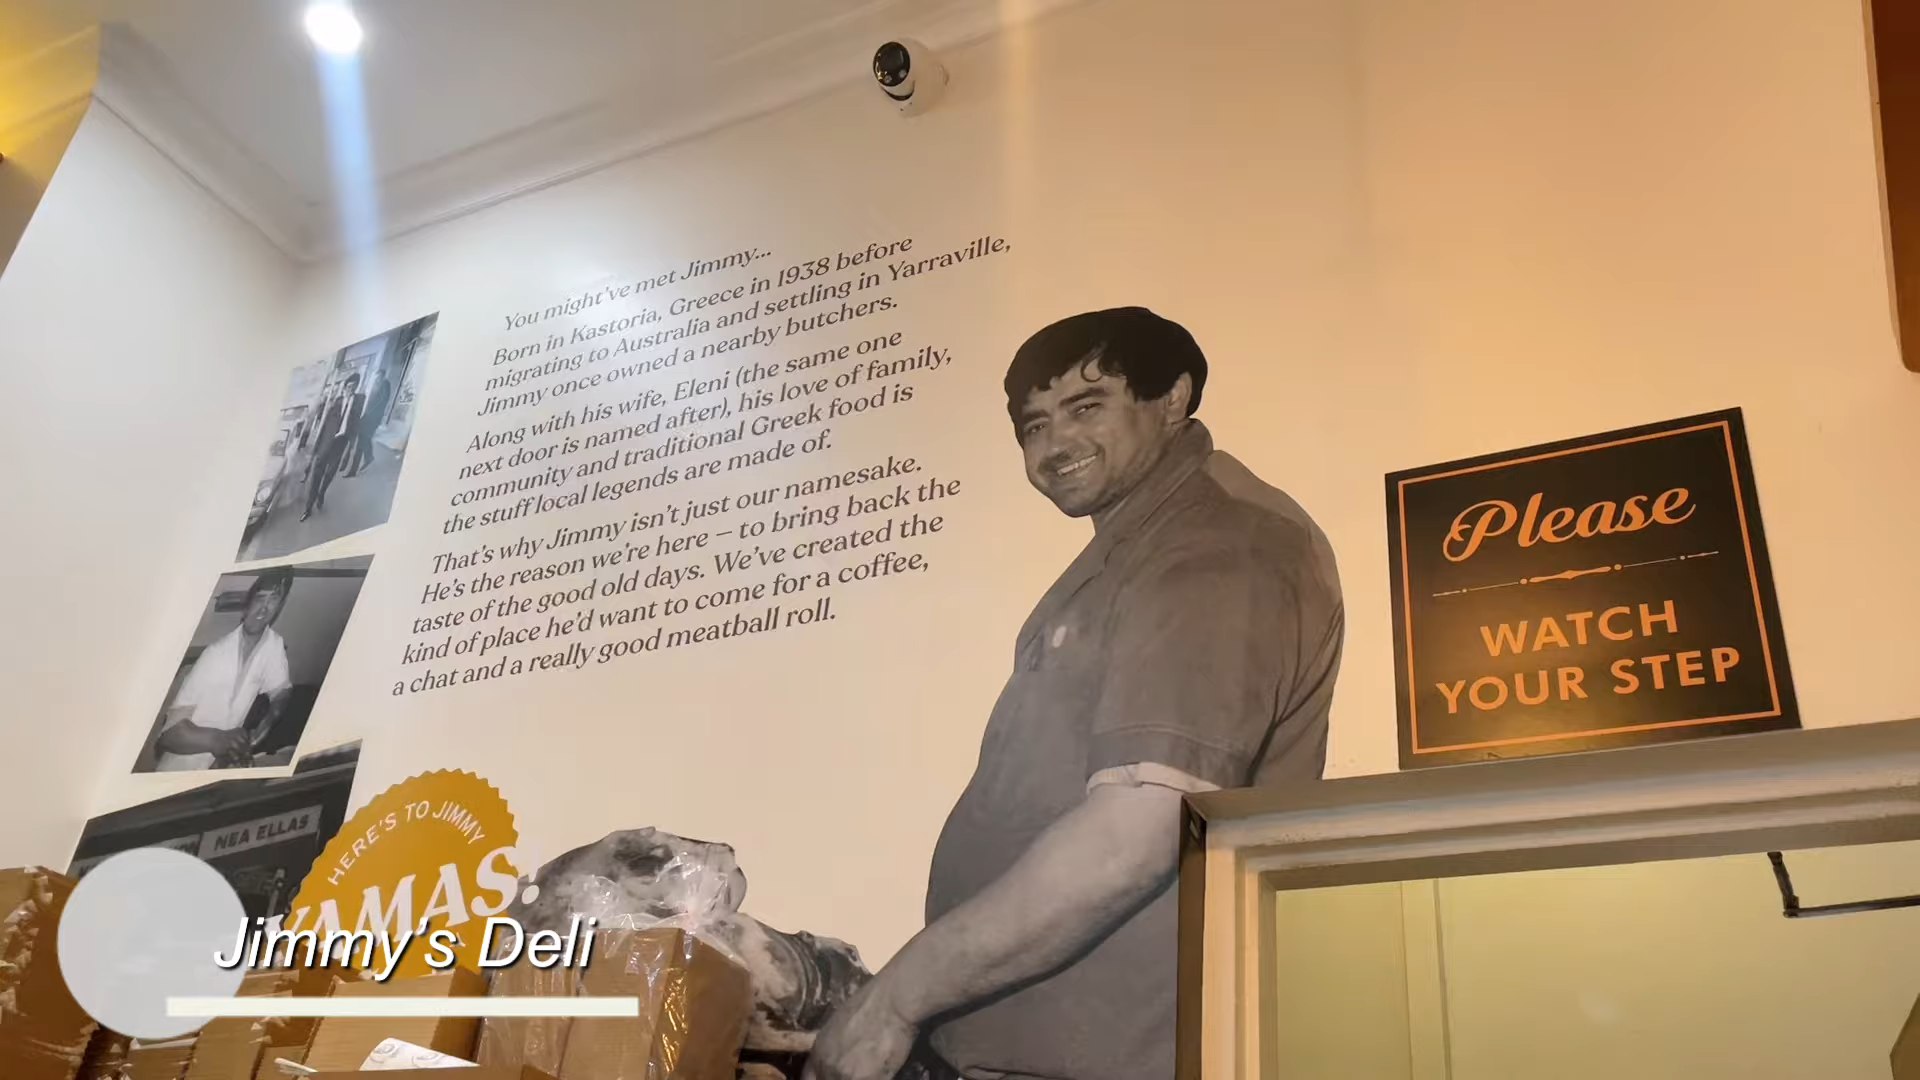 You might've met Jimmy...
Born in Kastoria, Greece in 1938 before
migrating to Australia and settling in Yarraville,
Jimmy once owned a nearby butchers.
Along with his wife, Eleni (the same one
next door is named after), his love of family,
community and traditional Greek food is
the stuff local legends are made of.
That's why Jimmy isn't just our namesake.
He's the reason we're here – to bring back the
taste of the good old days. We've created the
kind of place he'd want to come for a coffee,
a chat and a really good meatball roll.
Please
WATCH
YOUR STEP
NEA ELLAS
HERE'S TO JIMMY
YAMAS!
Jimmy's Deli